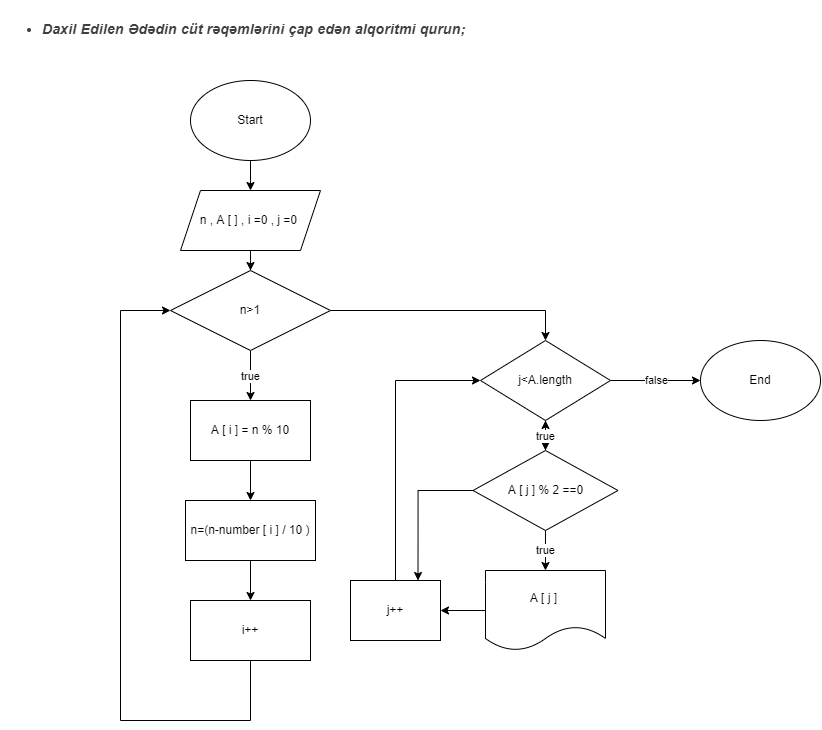 • Daxil Edilen Ədədin cüt rəqəmlərini çap edən alqoritmi qurun;
Start
n , A [ ] , i =0 , j =0
n>1
true
A [ i ] = n % 10
n=(n-number [ i ] / 10 )
i++
j<A.length
false
End
true
A [ j ] % 2 ==0
true
A [ j ]
j++